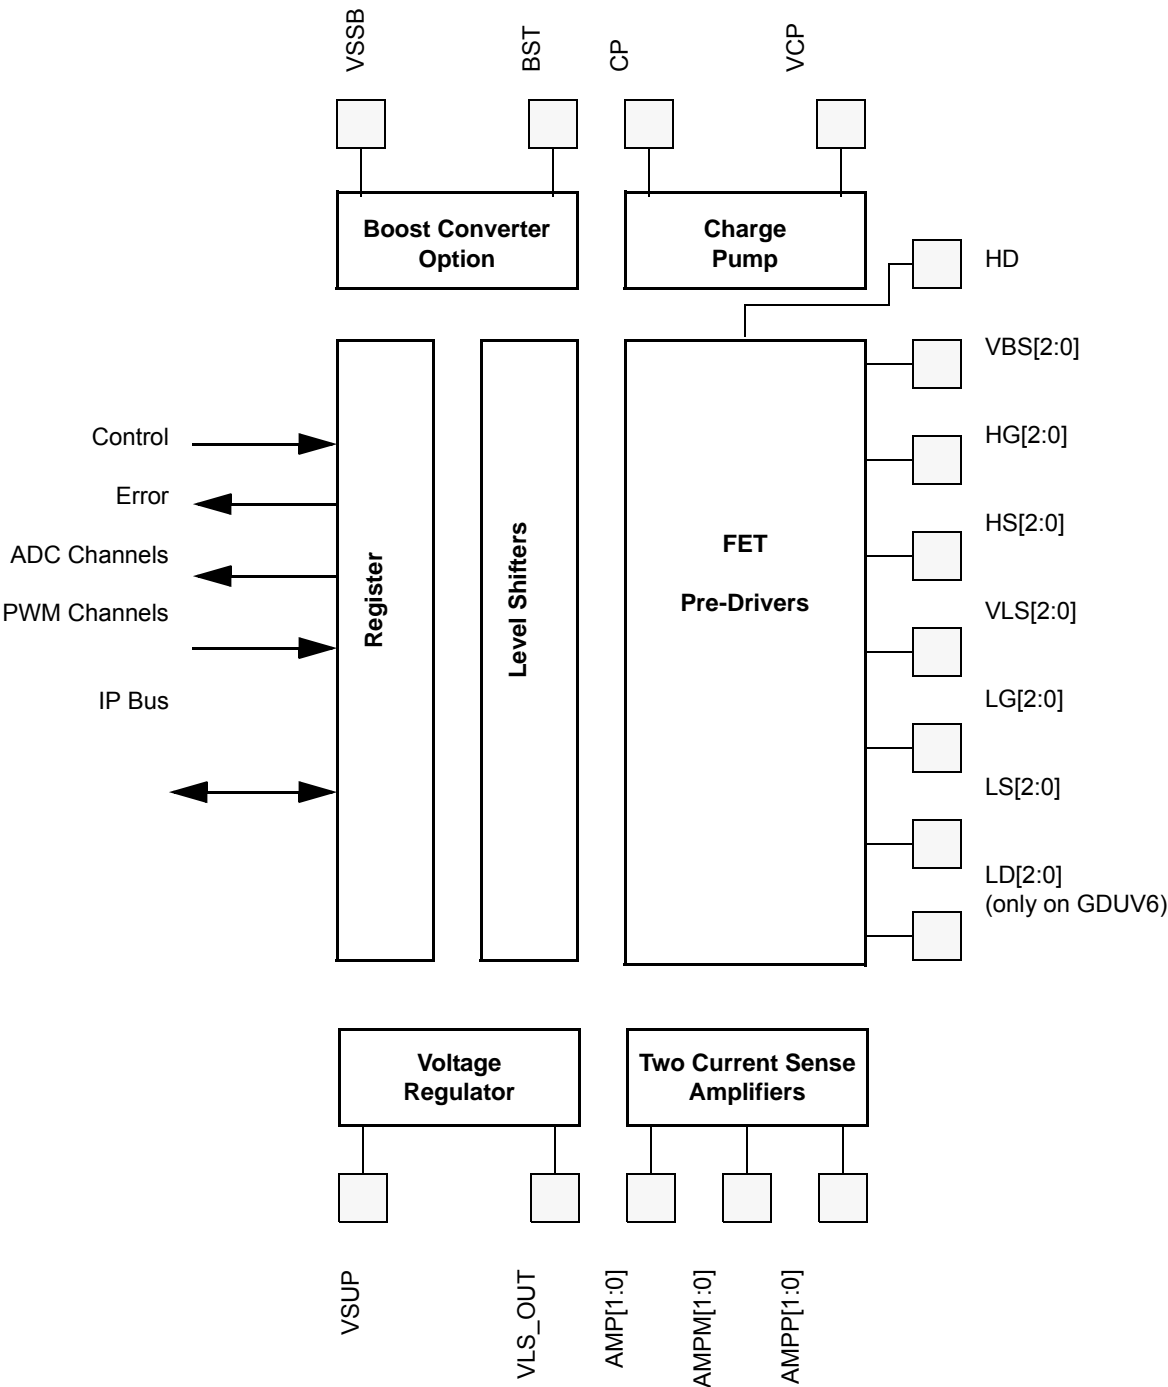 VSSB
BST
CP
VCP
Boost Converter
Option
Charge
Pump
HD
VBS[2:0]
HG[2:0]
HS[2:0]
VLS[2:0]
LG[2:0]
LS[2:0]
LD[2:0]
(only on GDUV6)
Control
Error
ADC Channels
PWM Channels
IP Bus
Register
Level Shifters
FET
Pre-Drivers
Voltage
Regulator
Two Current Sense
Amplifiers
VSUP
VLS_OUT
AMP[1:0]
AMPM[1:0]
AMPP[1:0]